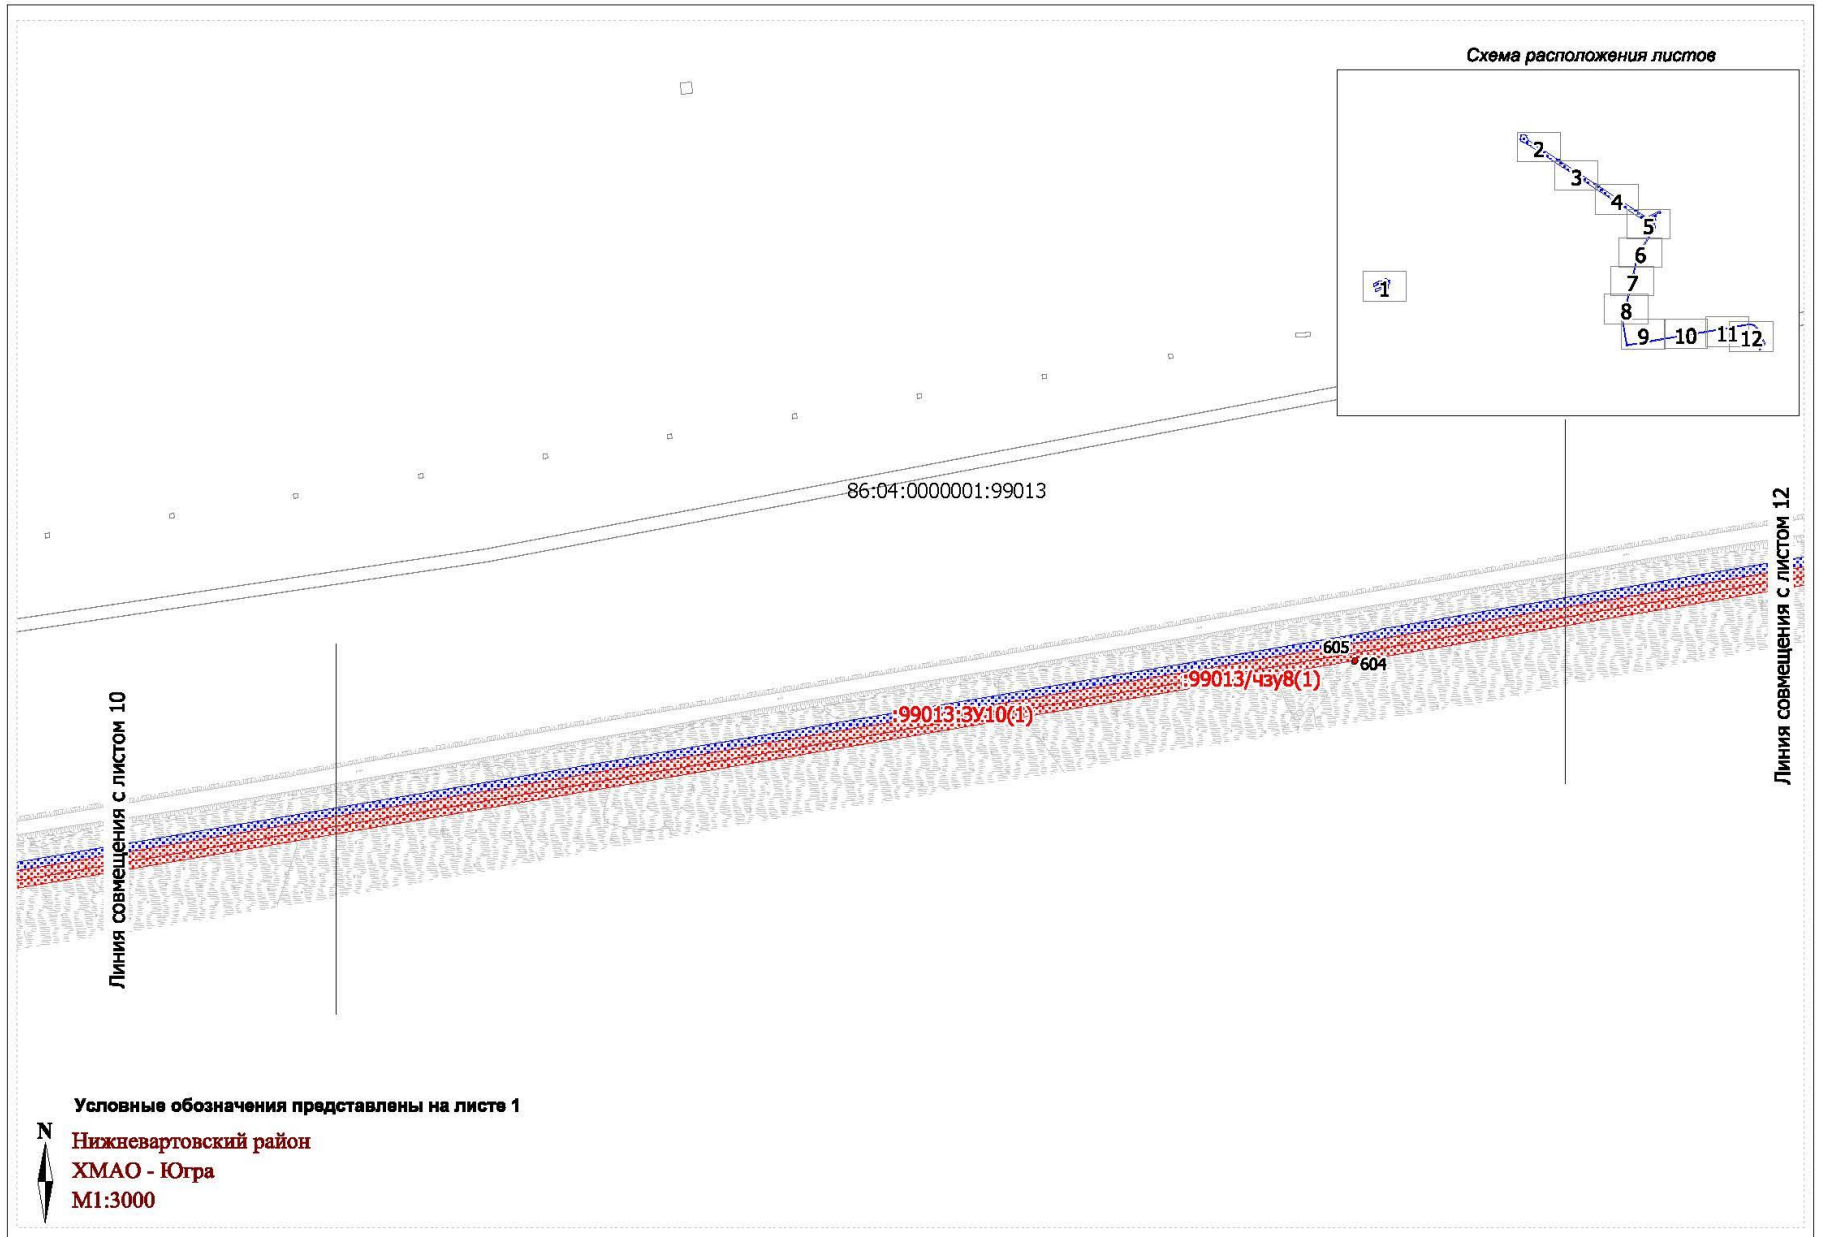 Схема расположения листов
2
3
4
5
6
7
1
8
9
10
11
12
86:04:0000001:99013
605
604
:99013/чзу8(1)
:99013:ЗУ10(1)
Линия совмещения с листом 10
Линия совмещения с листом 12
Условные обозначения представлены на листе 1
N
Нижневартовский район
ХМАО - Югра
М1:3000